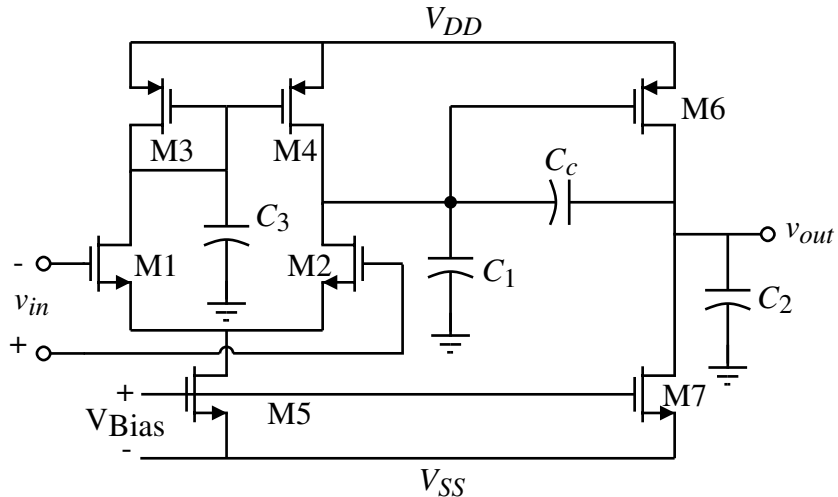 VDD
M3
M4
M6
Cc
C3
C1
vout
-
M1
M2
vin
C2
+
+
M5
M7
VBias
-
VSS